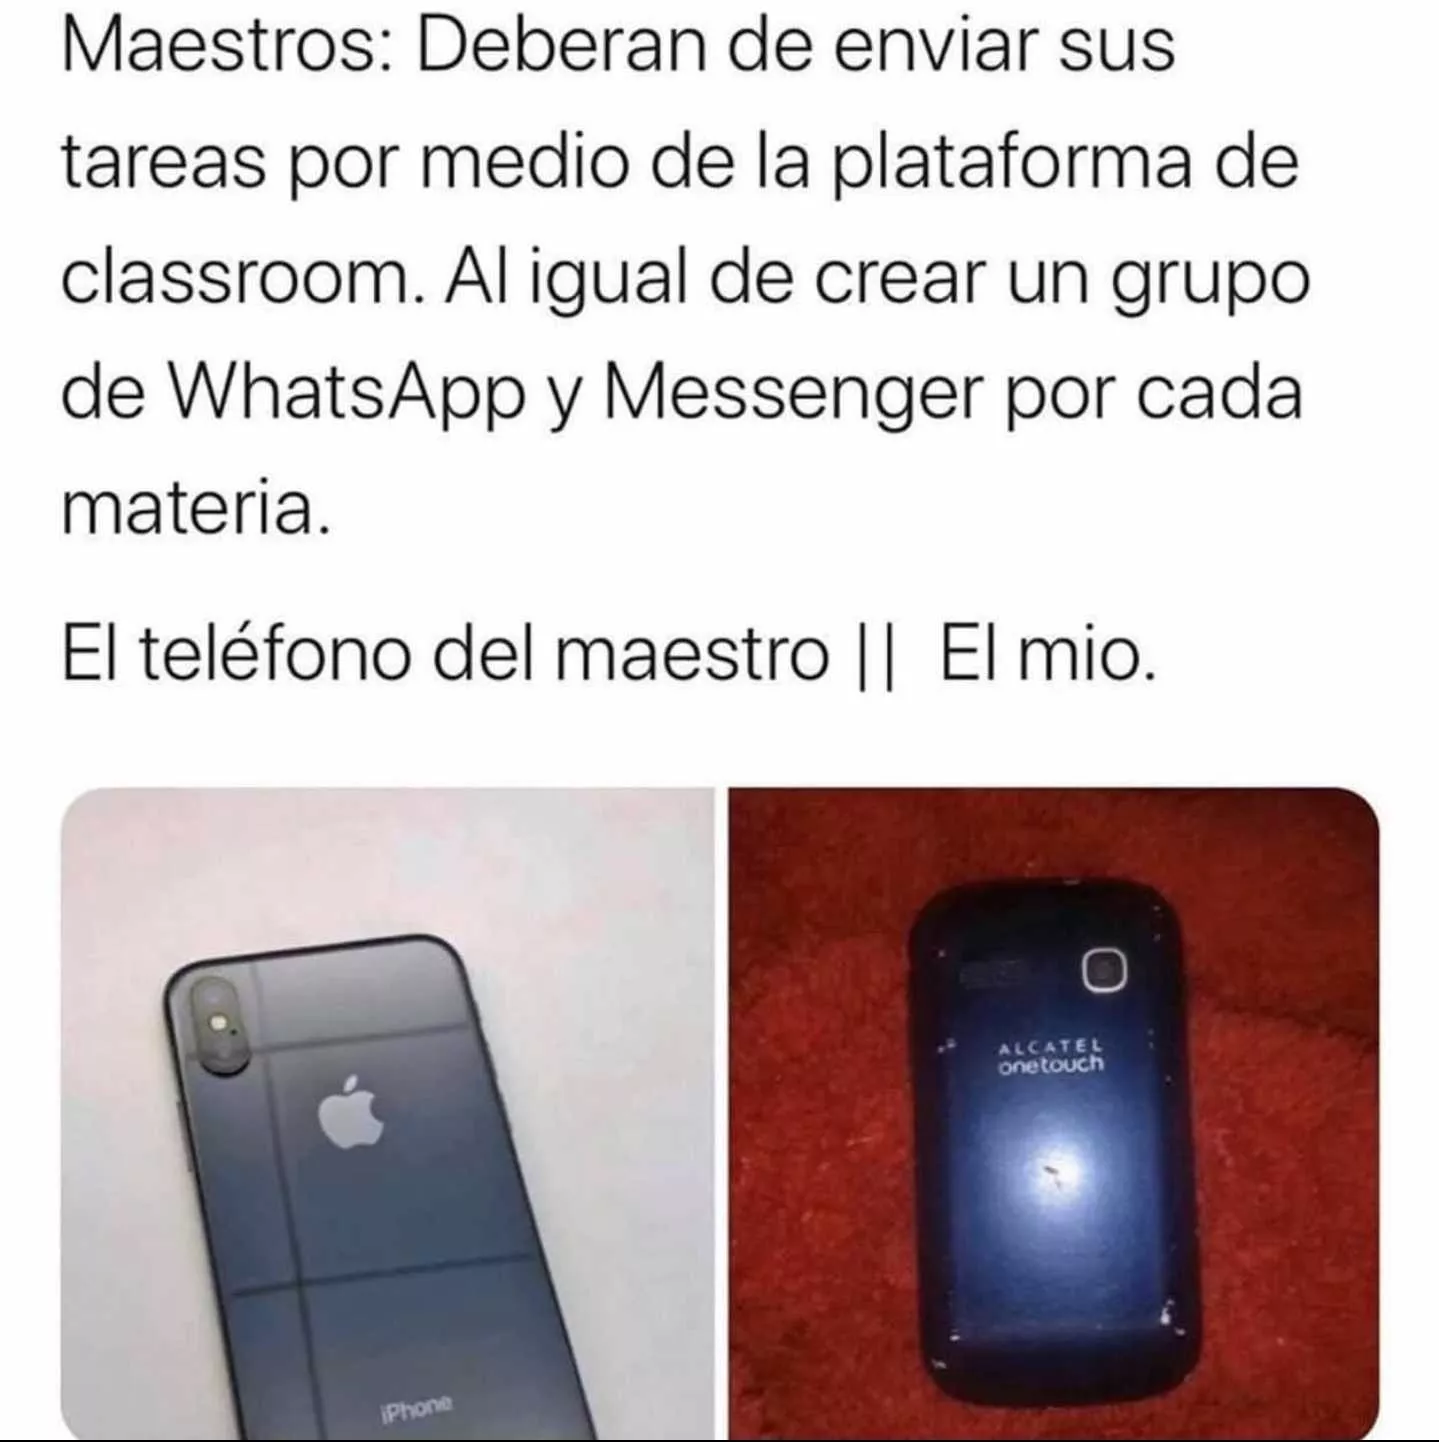 Maestros: Deberan de enviar sus
tareas por medio de la plataforma de
classroom. Al igual de crear un grupo
de WhatsApp y Messenger por cada
materia.
El teléfono del maestro || El mio.
iPhone
ALCATEL
onetouch